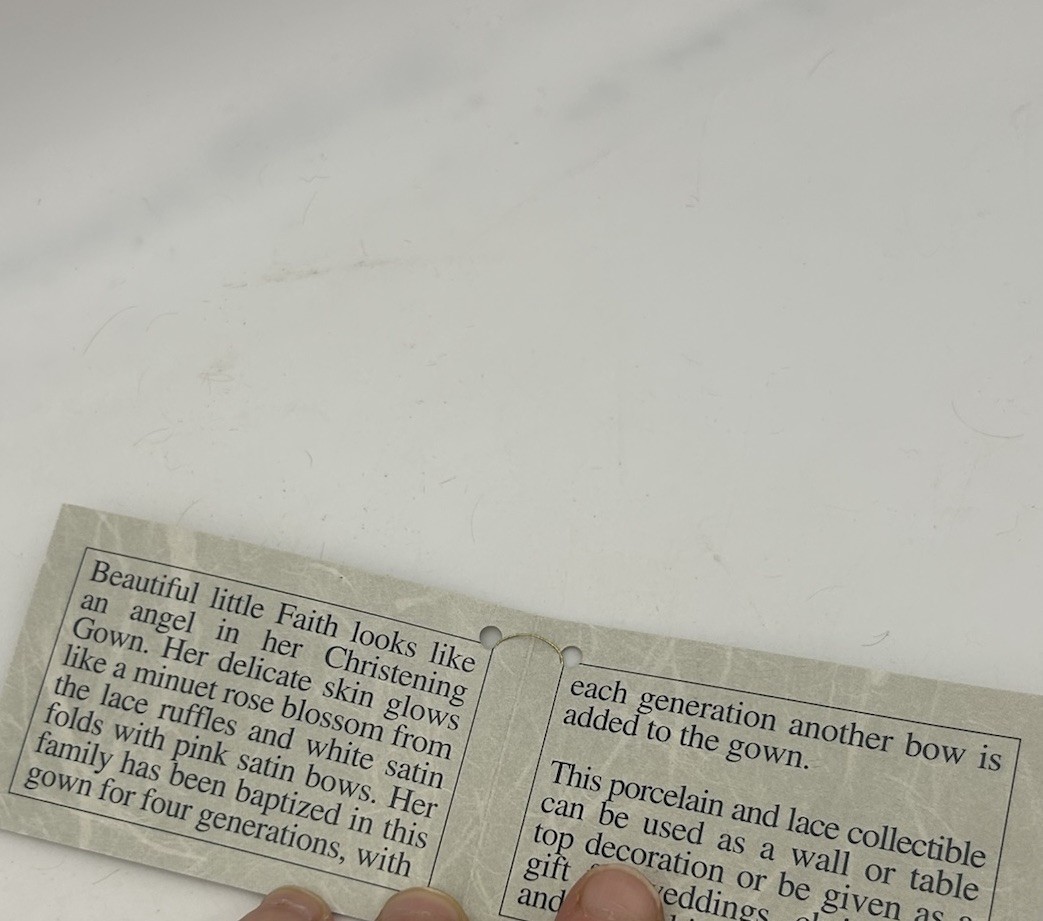 Beautiful little Faith looks like
an angel in her Christening
Gown. Her delicate skin glows
like a minuet rose blossom from
the lace ruffles and white satin
folds with pink satin bows. Her
family has been baptized in this
gown for four generations, with
each generation another bow is
added to the gown.
This porcelain and lace collectible
can be used as a wall or table
top decoration or be given as
gift
and